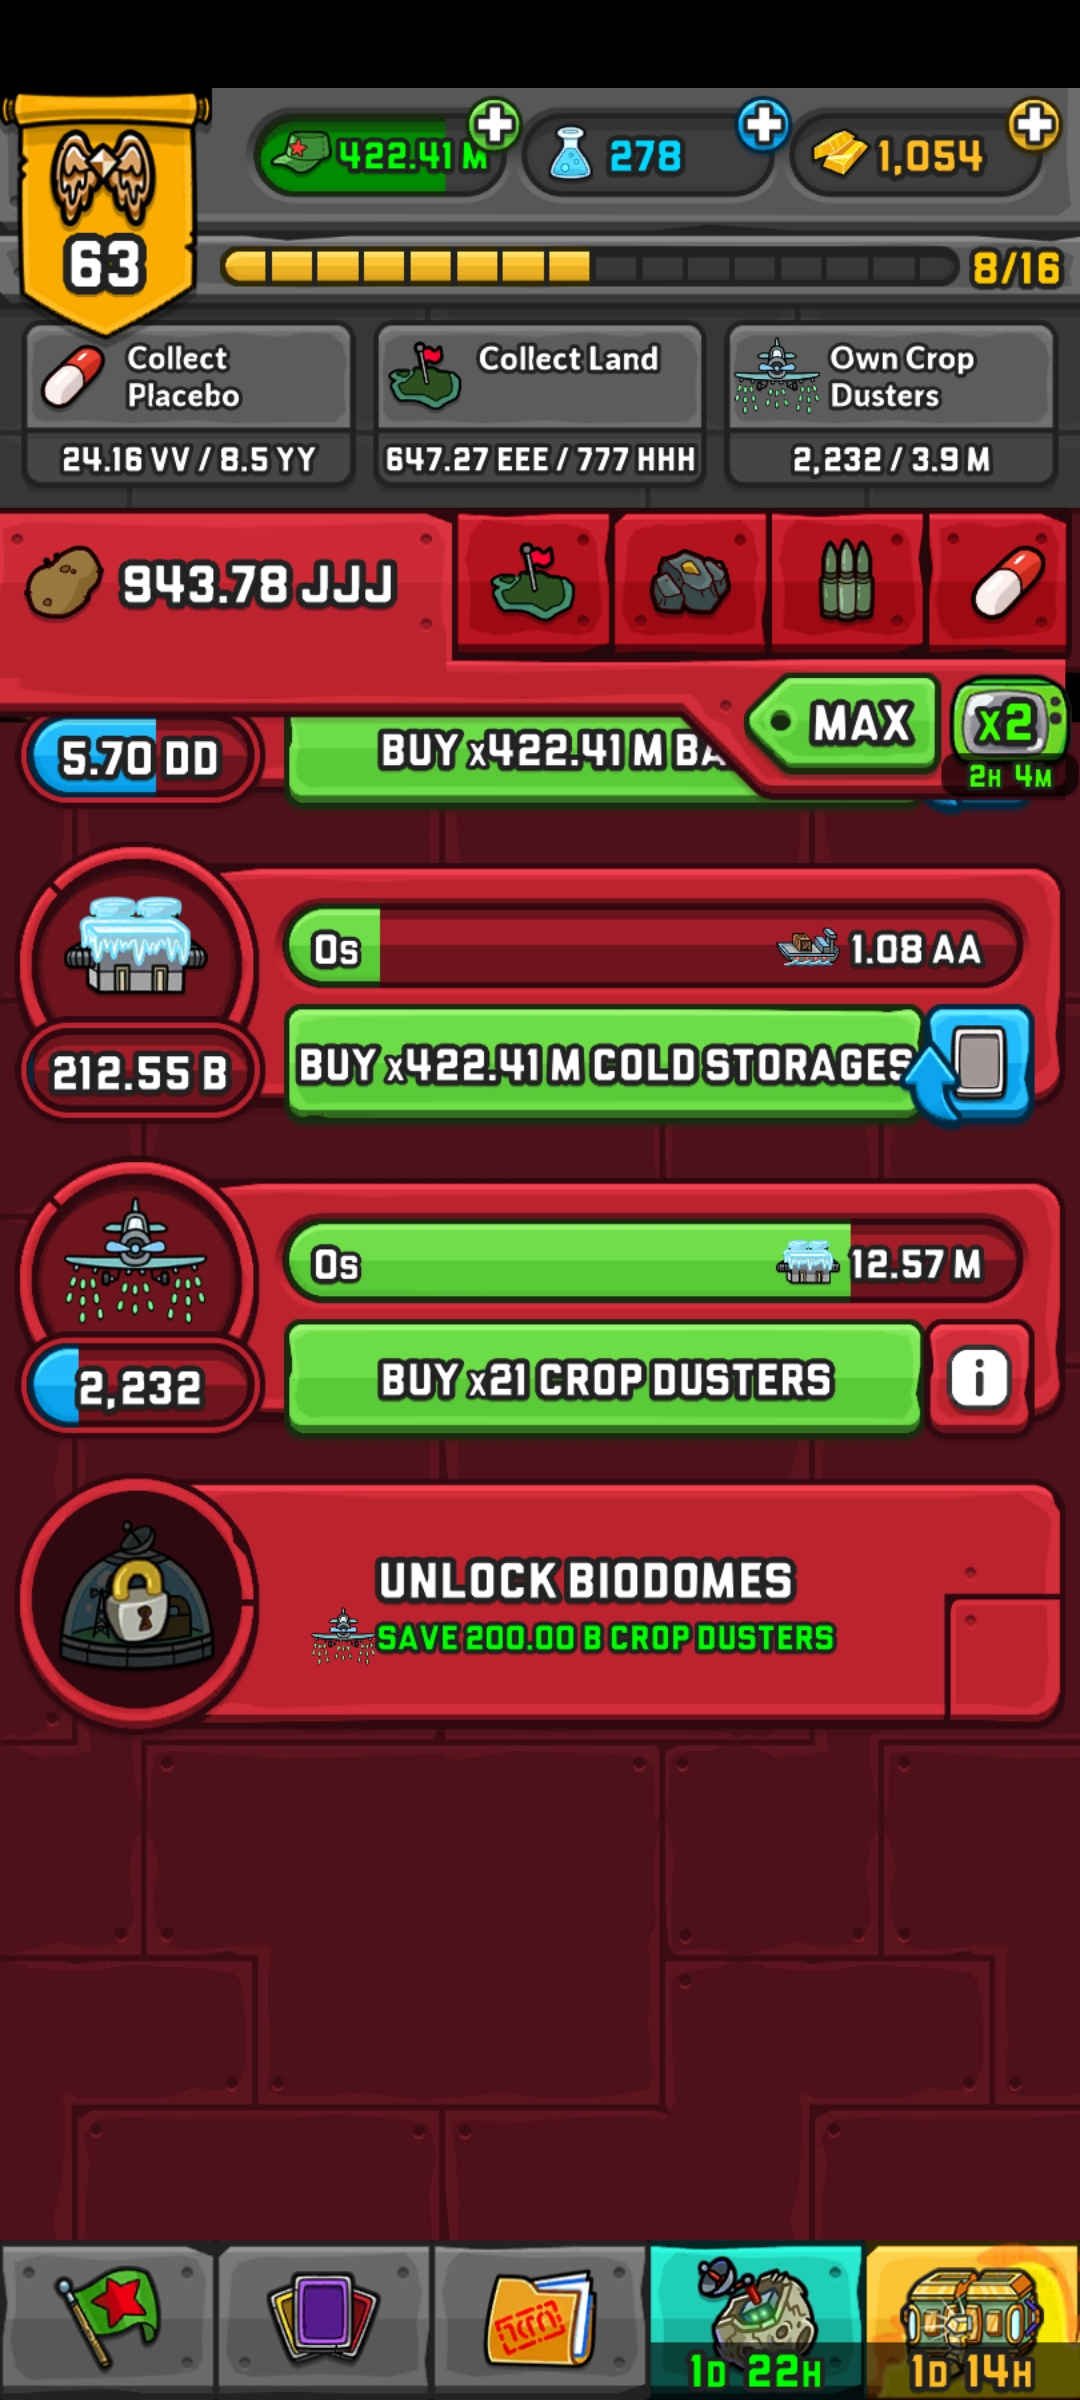 422.41 M
278
1,054
63
8/16
Collect
Placebo
24.16 VV / 8.5 YY
Collect Land
647.27 EEE / 777 HHH
Own Crop
Dusters
2,232 / 3.9 M
943.78 JJJ
MAX
x2
2H 4M
5.70 DD
BUY x422.41 M BA
0s
1.08 AA
212.55 B
BUY x422.41 M COLD STORAGES
0s
12.57 M
2,232
BUY x21 CROP DUSTERS
i
UNLOCK BIODOMES
SAVE 200.00 B CROP DUSTERS
1D 22H
1D 14H